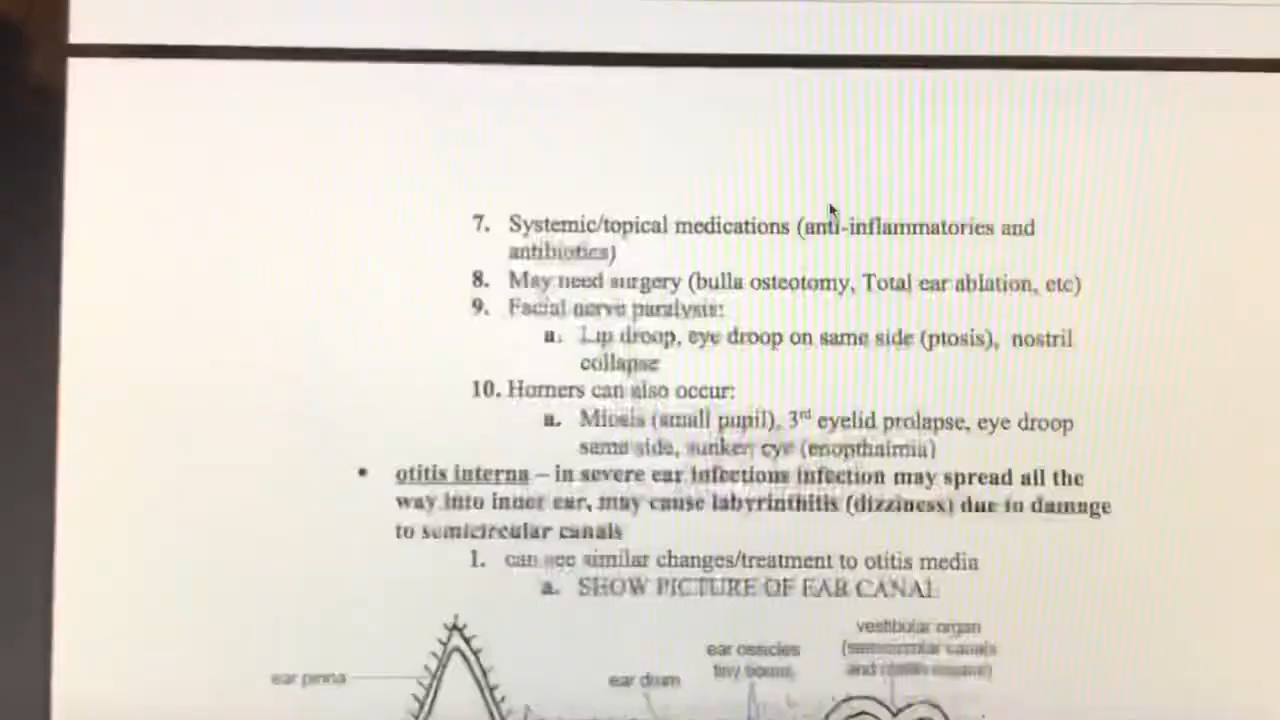 7. Systemic/topical medications (anti-inflammatories and
antibiotics)
8. May need surgery (bulla osteotomy, Total ear ablation, etc)
9. Facial nerve paralysis:
a. Lip droop, eye droop on same side (ptosis), nostril
collapse
10. Horners can also occur:
a. Miosis (small pupil), 3rd eyelid prolapse, eye droop
same side, sunken eye (enopthalmia)
• otitis interna – in severe ear infections infection may spread all the
way into inner ear, may cause labyrinthitis (dizziness) due to damage
to semicircular canals
1. can see similar changes/treatment to otitis media
a. SHOW PICTURE OF EAR CANAL
vestibular organ
ear ossicles (semicircular canals
ear pinna ear drum tiny bones and